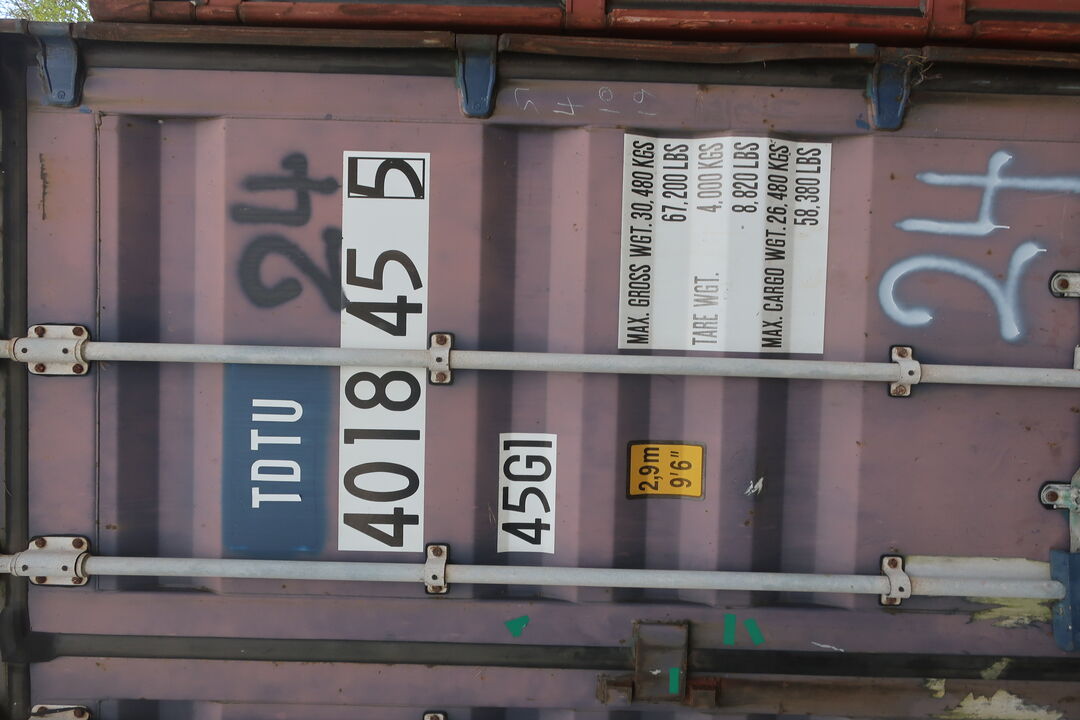 24
TDTU
401845 5
45G1
MAX. GROSS WGT. 30,480 KGS
67,200 LBS
TARE WGT. 4,000 KGS
8,820 LBS
MAX. CARGO WGT. 26,480 KGS
58,380 LBS
2,9m
9'6"
24